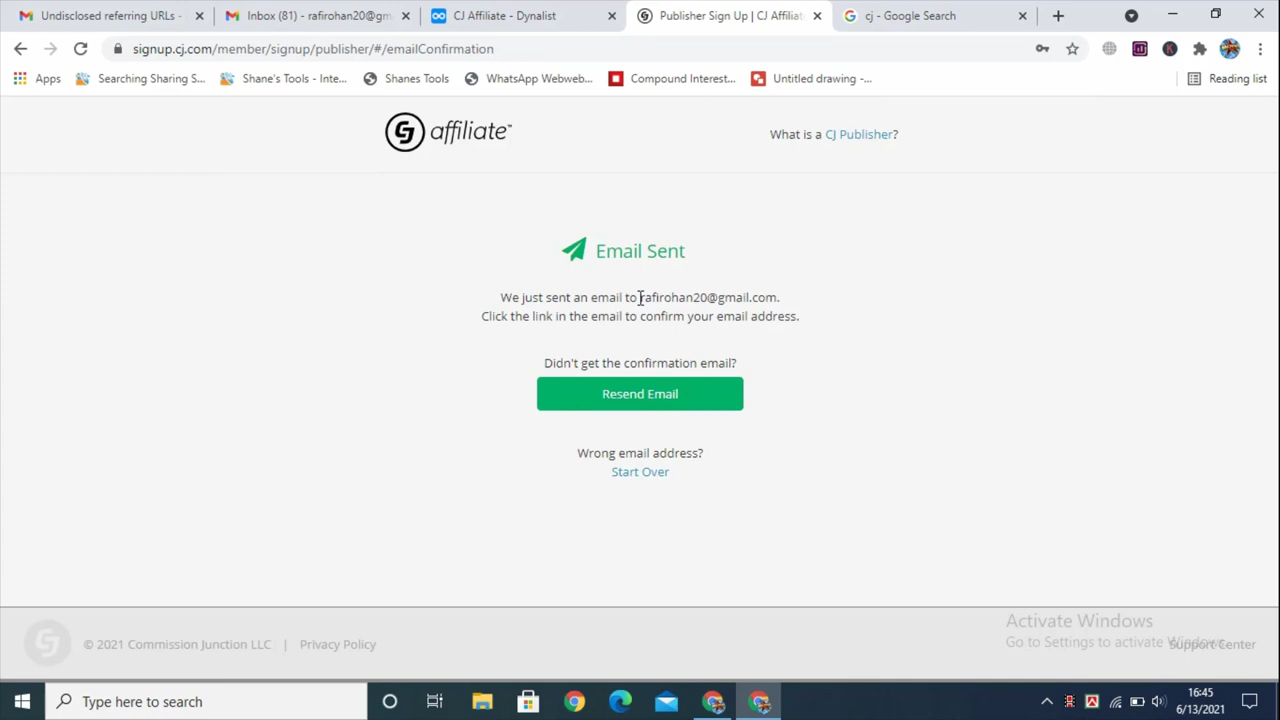 Undisclosed referring URLs -
Inbox (81) - rafirohan20@gm
CJ Affiliate - Dynalist
Publisher Sign Up | CJ Affiliat
cj - Google Search
signup.cj.com/member/signup/publisher/#/emailConfirmation
Apps
Searching Sharing S...
Shane's Tools - Inte...
Shanes Tools
WhatsApp Webweb...
Compound Interest...
Untitled drawing -...
Reading list
affiliate™
What is a CJ Publisher?
Email Sent
We just sent an email to rafirohan20@gmail.com.
Click the link in the email to confirm your email address.
Didn't get the confirmation email?
Resend Email
Wrong email address?
Start Over
Activate Windows
Go to Settings to activate Windows.
© 2021 Commission Junction LLC | Privacy Policy
Support Center
Type here to search
16:45
6/13/2021